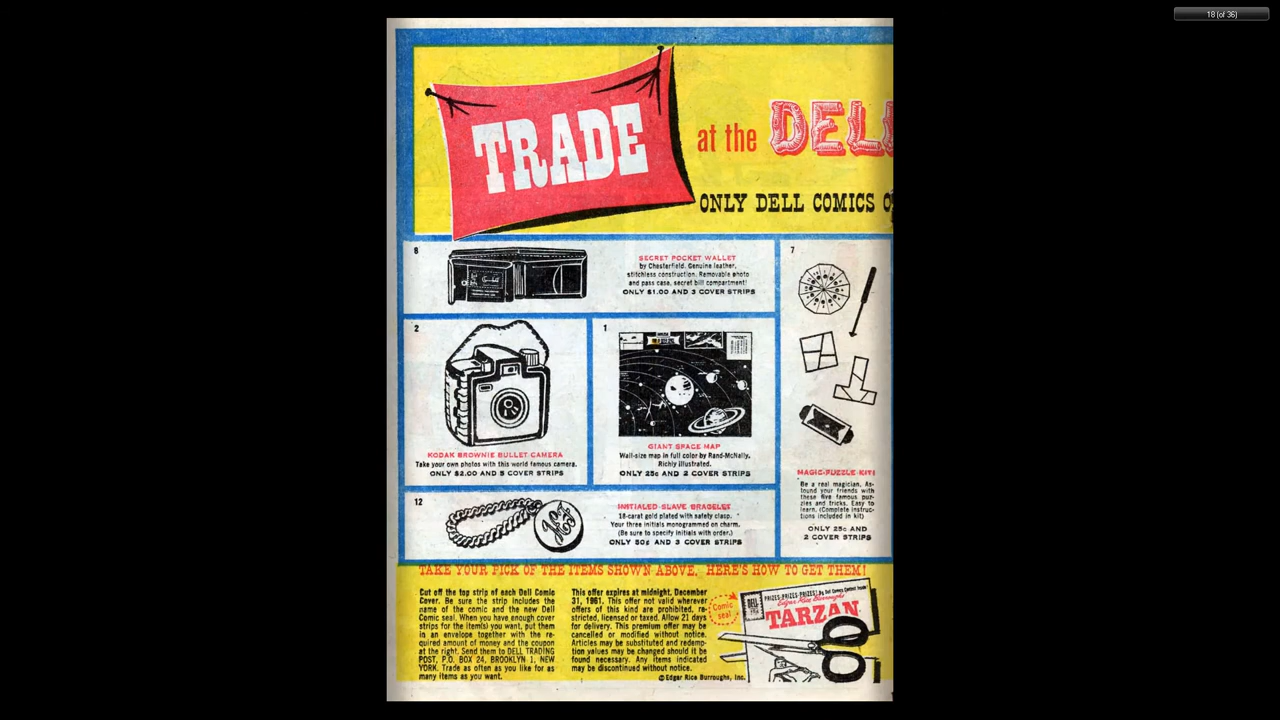 18 (of 36)
TRADE
at the DELL
ONLY DELL COMICS
8
SECRET POCKET WALLET
by Chesterfield. Genuine leather,
stitchless construction. Removable photo
and pass case, secret bill compartment!
ONLY $1.00 AND 3 COVER STRIPS
7
MAGIC-PUZZLE-KIT!
Be a real magician. As-
tound your friends with
these five famous puz-
zles and tricks. Easy to
learn. (Complete instruc-
tions included in kit)
ONLY 25¢ AND
2 COVER STRIPS
2
KODAK BROWNIE BULLET CAMERA
Take your own photos with this world famous camera.
ONLY $2.00 AND 5 COVER STRIPS
1
GIANT SPACE MAP
Wall-size map in full color by Rand-McNally.
Richly illustrated.
ONLY 25¢ AND 2 COVER STRIPS
12
INITIALED SLAVE BRACELET
18-carat gold plated with safety clasp.
Your three initials monogrammed on charm.
(Be sure to specify initials with order.)
ONLY 50¢ AND 3 COVER STRIPS
TAKE YOUR PICK OF THE ITEMS SHOWN ABOVE. HERE'S HOW TO GET THEM!
Cut off the top strip of each Dell Comic
Cover. Be sure the strip includes the
name of the comic and the new Dell
Comic seal. When you have enough cover
strips for the item(s) you want, put them
in an envelope together with the re-
quired amount of money and the coupon
at the right. Send them to DELL TRADING
POST, P.O. BOX 24, BROOKLYN 1, NEW
YORK. Trade as often as you like for as
many items as you want.
This offer expires at midnight, December
31, 1961. This offer not valid wherever
offers of this kind are prohibited, re-
stricted, licensed or taxed. Allow 21 days
for delivery. This premium offer may be
cancelled or modified without notice.
Articles may be substituted and redemp-
tion values may be changed should it be
found necessary. Any items indicated
may be discontinued without notice.
© Edgar Rice Burroughs, Inc.
Comic
seal
DELL
PRIZES-PRIZES-PRIZES!
Edgar Rice Burroughs'
TARZAN